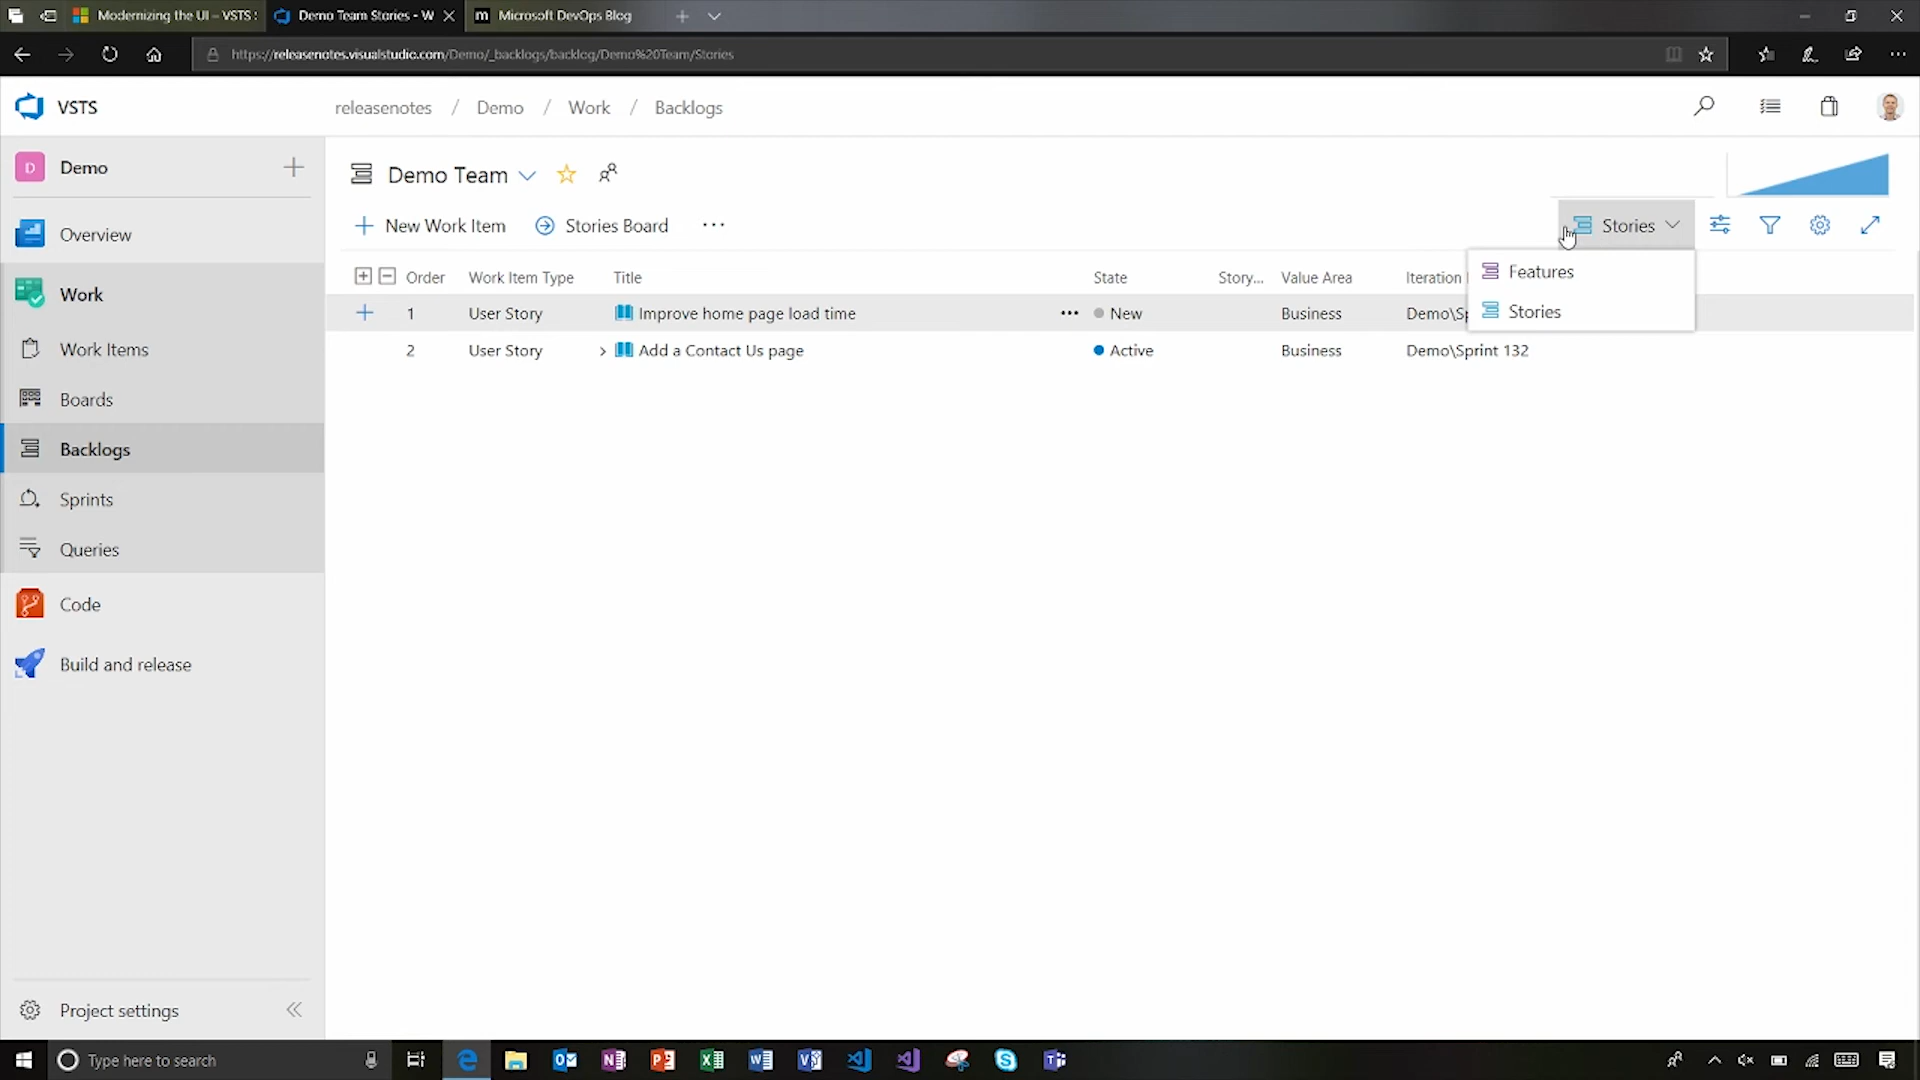 Modernizing the UI – VSTS :
Demo Team Stories - W
Microsoft DevOps Blog
https://releasenotes.visualstudio.com/Demo/_backlogs/backlog/Demo%20Team/Stories
VSTS
releasenotes / Demo / Work / Backlogs
D Demo
Overview
Work
Work Items
Boards
Backlogs
Sprints
Queries
Code
Build and release
Project settings
Demo Team
New Work Item
Stories Board
Stories
Features
Stories
Order Work Item Type Title State Story... Value Area Iteration
1 User Story Improve home page load time ... New Business Demo\Sp
2 User Story Add a Contact Us page Active Business Demo\Sprint 132
Type here to search